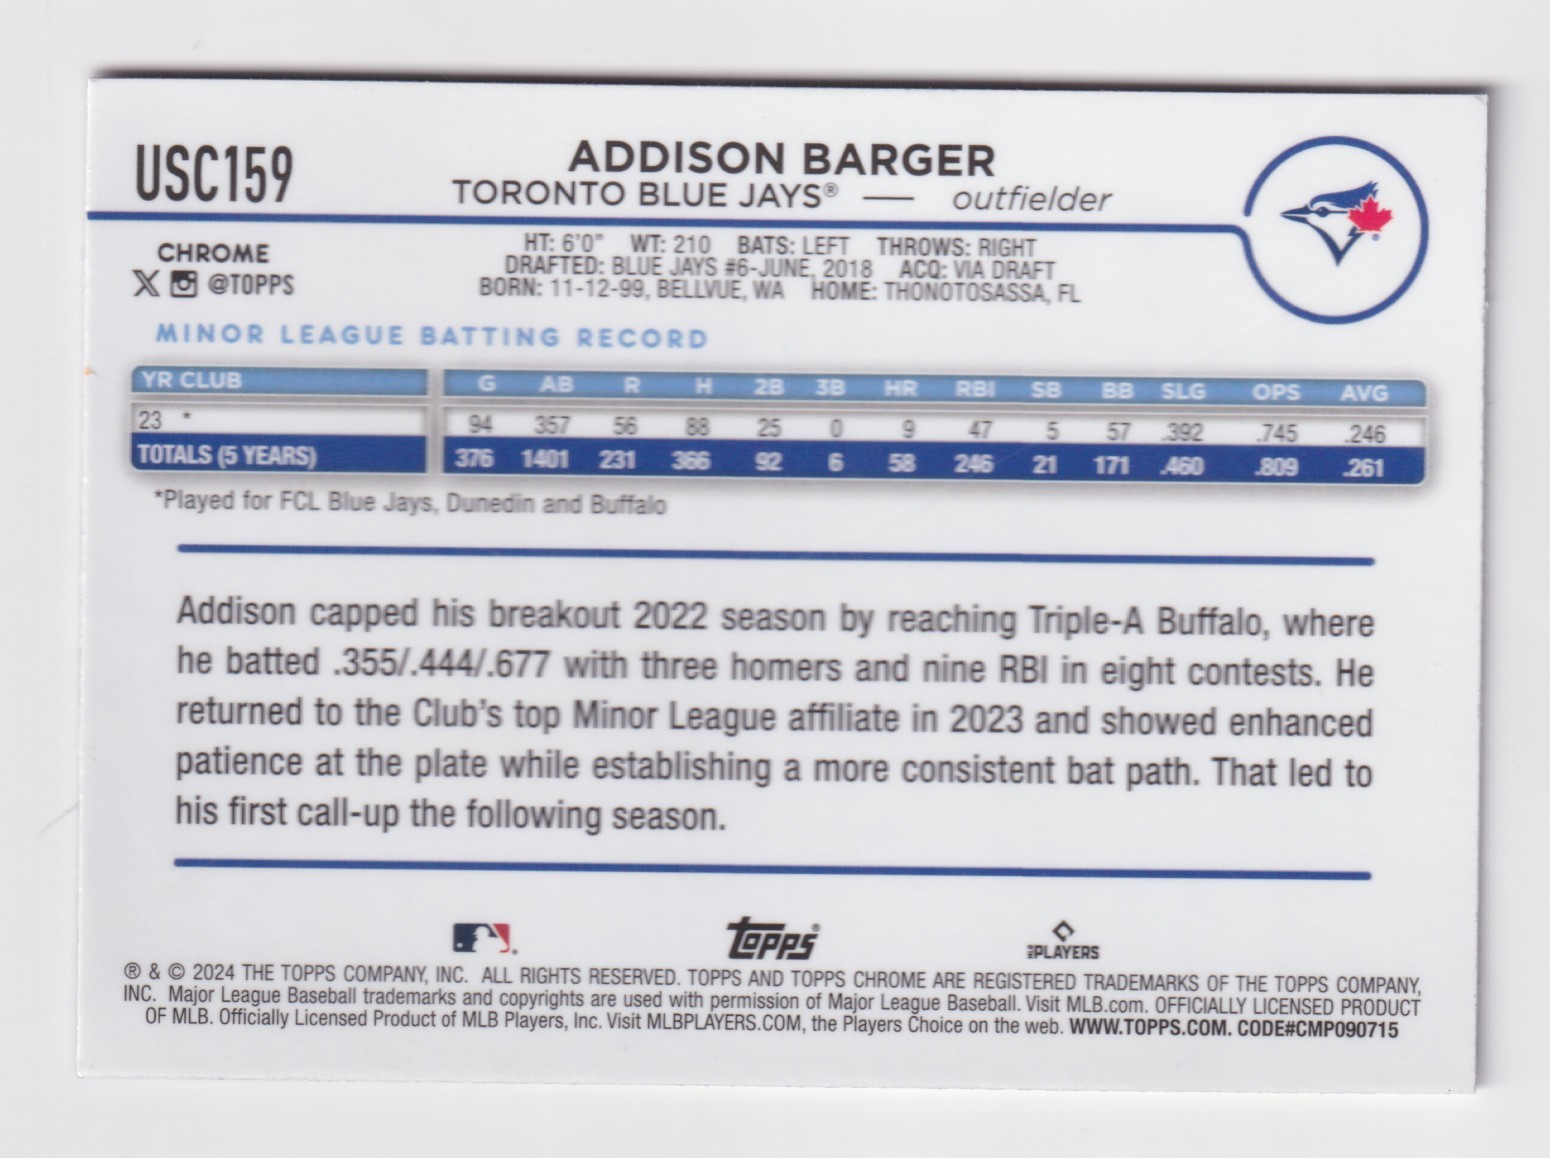 USC159
ADDISON BARGER
TORONTO BLUE JAYS® — outfielder
CHROME
@TOPPS
HT: 6'0" WT: 210 BATS: LEFT THROWS: RIGHT
DRAFTED: BLUE JAYS #6-JUNE, 2018 ACQ: VIA DRAFT
BORN: 11-12-99, BELLVUE, WA HOME: THONOTOSASSA, FL
MINOR LEAGUE BATTING RECORD
YR CLUB G AB R H 2B 3B HR RBI SB BB SLG OPS AVG
23 * 94 357 56 88 25 0 9 47 5 57 .392 .745 .246
TOTALS (5 YEARS) 376 1401 231 366 92 6 58 246 21 171 .460 .809 .261
*Played for FCL Blue Jays, Dunedin and Buffalo
Addison capped his breakout 2022 season by reaching Triple-A Buffalo, where
he batted .355/.444/.677 with three homers and nine RBI in eight contests. He
returned to the Club's top Minor League affiliate in 2023 and showed enhanced
patience at the plate while establishing a more consistent bat path. That led to
his first call-up the following season.
Topps®
MLBPLAYERS
® & © 2024 THE TOPPS COMPANY, INC. ALL RIGHTS RESERVED. TOPPS AND TOPPS CHROME ARE REGISTERED TRADEMARKS OF THE TOPPS COMPANY,
INC. Major League Baseball trademarks and copyrights are used with permission of Major League Baseball. Visit MLB.com. OFFICIALLY LICENSED PRODUCT
OF MLB. Officially Licensed Product of MLB Players, Inc. Visit MLBPLAYERS.COM, the Players Choice on the web. WWW.TOPPS.COM. CODE#CMP090715